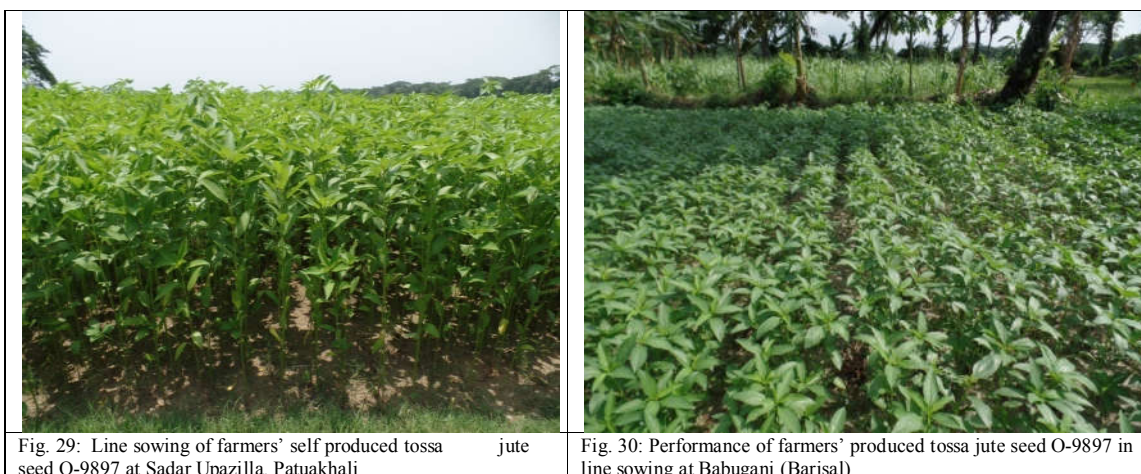 Fig. 29: Line sowing of farmers' self produced tossa jute
seed O-9897 at Sadar Upazilla, Patuakhali
Fig. 30: Performance of farmers' produced tossa jute seed O-9897 in
line sowing at Babuganj (Barisal)